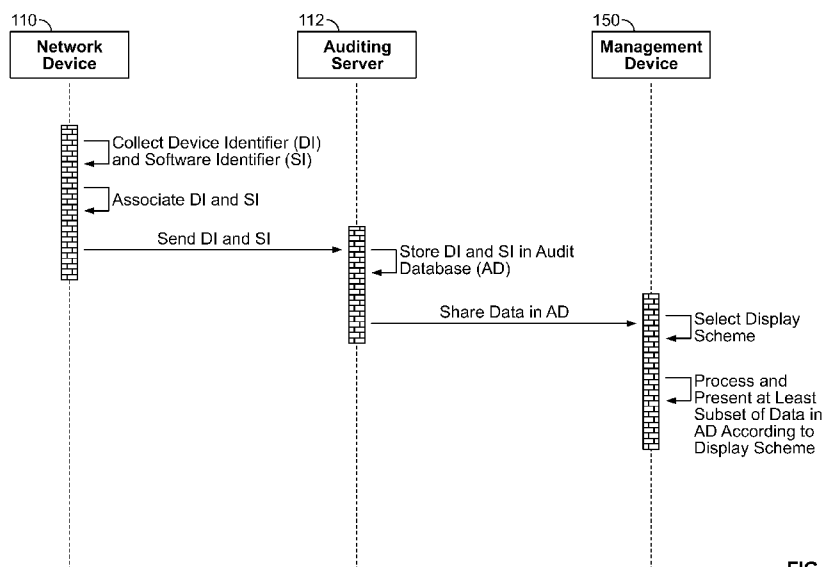 110
Network
Device
112
Auditing
Server
150
Management
Device
Collect Device Identifier (DI)
and Software Identifier (SI)
Associate DI and SI
Send DI and SI
Store DI and SI in Audit
Database (AD)
Share Data in AD
Select Display
Scheme
Process and
Present at Least
Subset of Data in
AD According to
Display Scheme
FIG